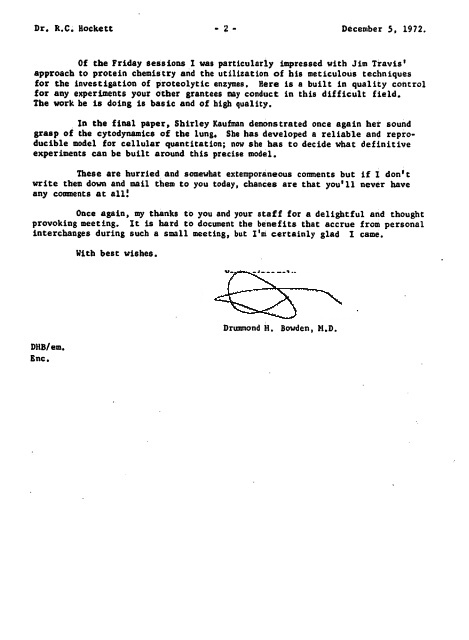 Dr. R.C. Hockett - 2 - December 5, 1972.
Of the Friday sessions I was particularly impressed with Jim Travis'
approach to protein chemistry and the utilization of his meticulous techniques
for the investigation of proteolytic enzymes. Here is a built in quality control
for any experiments your other grantees may conduct in this difficult field.
The work he is doing is basic and of high quality.
In the final paper, Shirley Kaufman demonstrated once again her sound
grasp of the cytodynamics of the lung. She has developed a reliable and repro-
ducible model for cellular quantitation; now she has to decide what definitive
experiments can be built around this precise model.
These are hurried and somewhat extemporaneous comments but if I don't
write them down and mail them to you today, chances are that you'll never have
any comments at all!
Once again, my thanks to you and your staff for a delightful and thought
provoking meeting. It is hard to document the benefits that accrue from personal
interchanges during such a small meeting, but I'm certainly glad I came.
With best wishes.
Drummond H. Bowden, M.D.
DHB/em.
Enc.